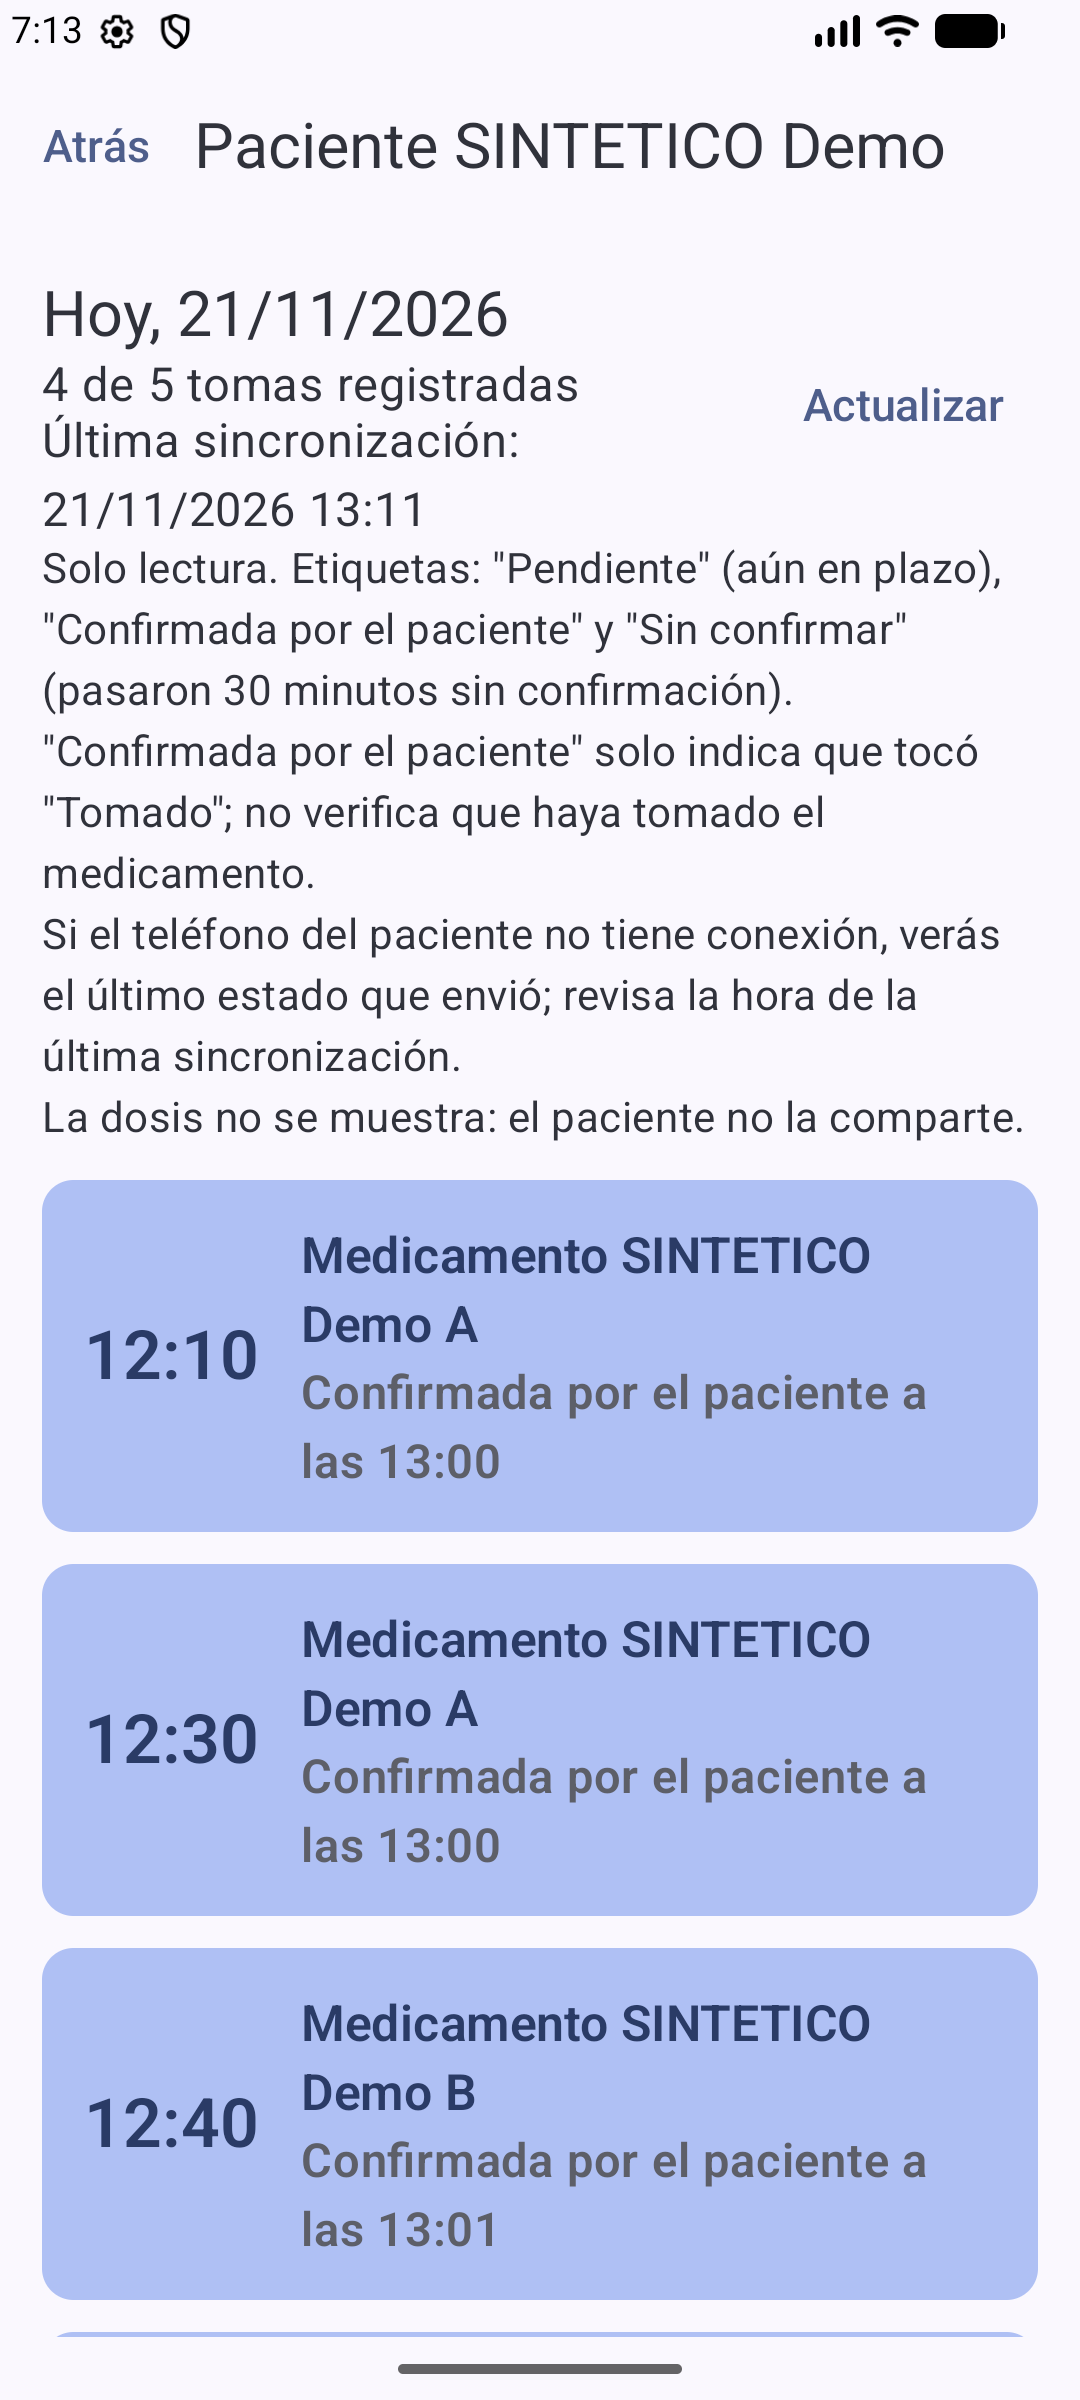 7:13
Atrás Paciente SINTETICO Demo
Hoy, 21/11/2026
4 de 5 tomas registradas
Actualizar
Última sincronización:
21/11/2026 13:11
Solo lectura. Etiquetas: "Pendiente" (aún en plazo),
"Confirmada por el paciente" y "Sin confirmar"
(pasaron 30 minutos sin confirmación).
"Confirmada por el paciente" solo indica que tocó
"Tomado"; no verifica que haya tomado el
medicamento.
Si el teléfono del paciente no tiene conexión, verás
el último estado que envió; revisa la hora de la
última sincronización.
La dosis no se muestra: el paciente no la comparte.
12:10
Medicamento SINTETICO
Demo A
Confirmada por el paciente a
las 13:00
12:30
Medicamento SINTETICO
Demo A
Confirmada por el paciente a
las 13:00
12:40
Medicamento SINTETICO
Demo B
Confirmada por el paciente a
las 13:01